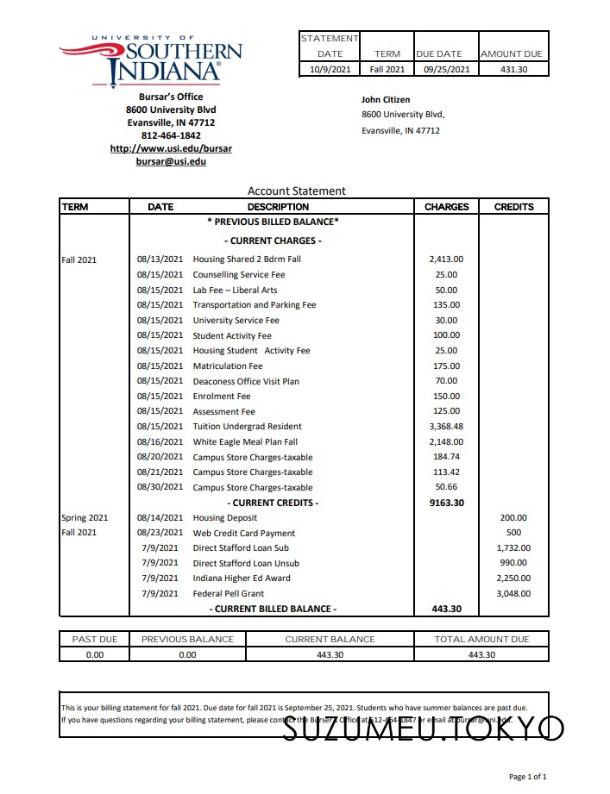 UNIVERSITY OF
SOUTHERN
INDIANA®
STATEMENT DATE TERM DUE DATE AMOUNT DUE
10/9/2021 Fall 2021 09/25/2021 431.30
Bursar's Office
8600 University Blvd
Evansville, IN 47712
812-464-1842
http://www.usi.edu/bursar
bursar@usi.edu
John Citizen
8600 University Blvd,
Evansville, IN 47712
Account Statement
TERM DATE DESCRIPTION CHARGES CREDITS
* PREVIOUS BILLED BALANCE*
- CURRENT CHARGES -
Fall 2021 08/13/2021 Housing Shared 2 Bdrm Fall 2,413.00
08/15/2021 Counselling Service Fee 25.00
08/15/2021 Lab Fee – Liberal Arts 50.00
08/15/2021 Transportation and Parking Fee 135.00
08/15/2021 University Service Fee 30.00
08/15/2021 Student Activity Fee 100.00
08/15/2021 Housing Student Activity Fee 25.00
08/15/2021 Matriculation Fee 175.00
08/15/2021 Deaconess Office Visit Plan 70.00
08/15/2021 Enrolment Fee 150.00
08/15/2021 Assessment Fee 125.00
08/15/2021 Tuition Undergrad Resident 3,368.48
08/16/2021 White Eagle Meal Plan Fall 2,148.00
08/20/2021 Campus Store Charges-taxable 184.74
08/21/2021 Campus Store Charges-taxable 113.42
08/30/2021 Campus Store Charges-taxable 50.66
- CURRENT CREDITS - 9163.30
Spring 2021 08/14/2021 Housing Deposit 200.00
Fall 2021 08/23/2021 Web Credit Card Payment 500
7/9/2021 Direct Stafford Loan Sub 1,732.00
7/9/2021 Direct Stafford Loan Unsub 990.00
7/9/2021 Indiana Higher Ed Award 2,250.00
7/9/2021 Federal Pell Grant 3,048.00
- CURRENT BILLED BALANCE - 443.30
PAST DUE PREVIOUS BALANCE CURRENT BALANCE TOTAL AMOUNT DUE
0.00 0.00 443.30 443.30
This is your billing statement for fall 2021. Due date for fall 2021 is September 25, 2021. Students who have summer balances are past due.
If you have questions regarding your billing statement, please contact the Bursar's Office at or email at
SUZUMEU.TOKYO
Page 1 of 1